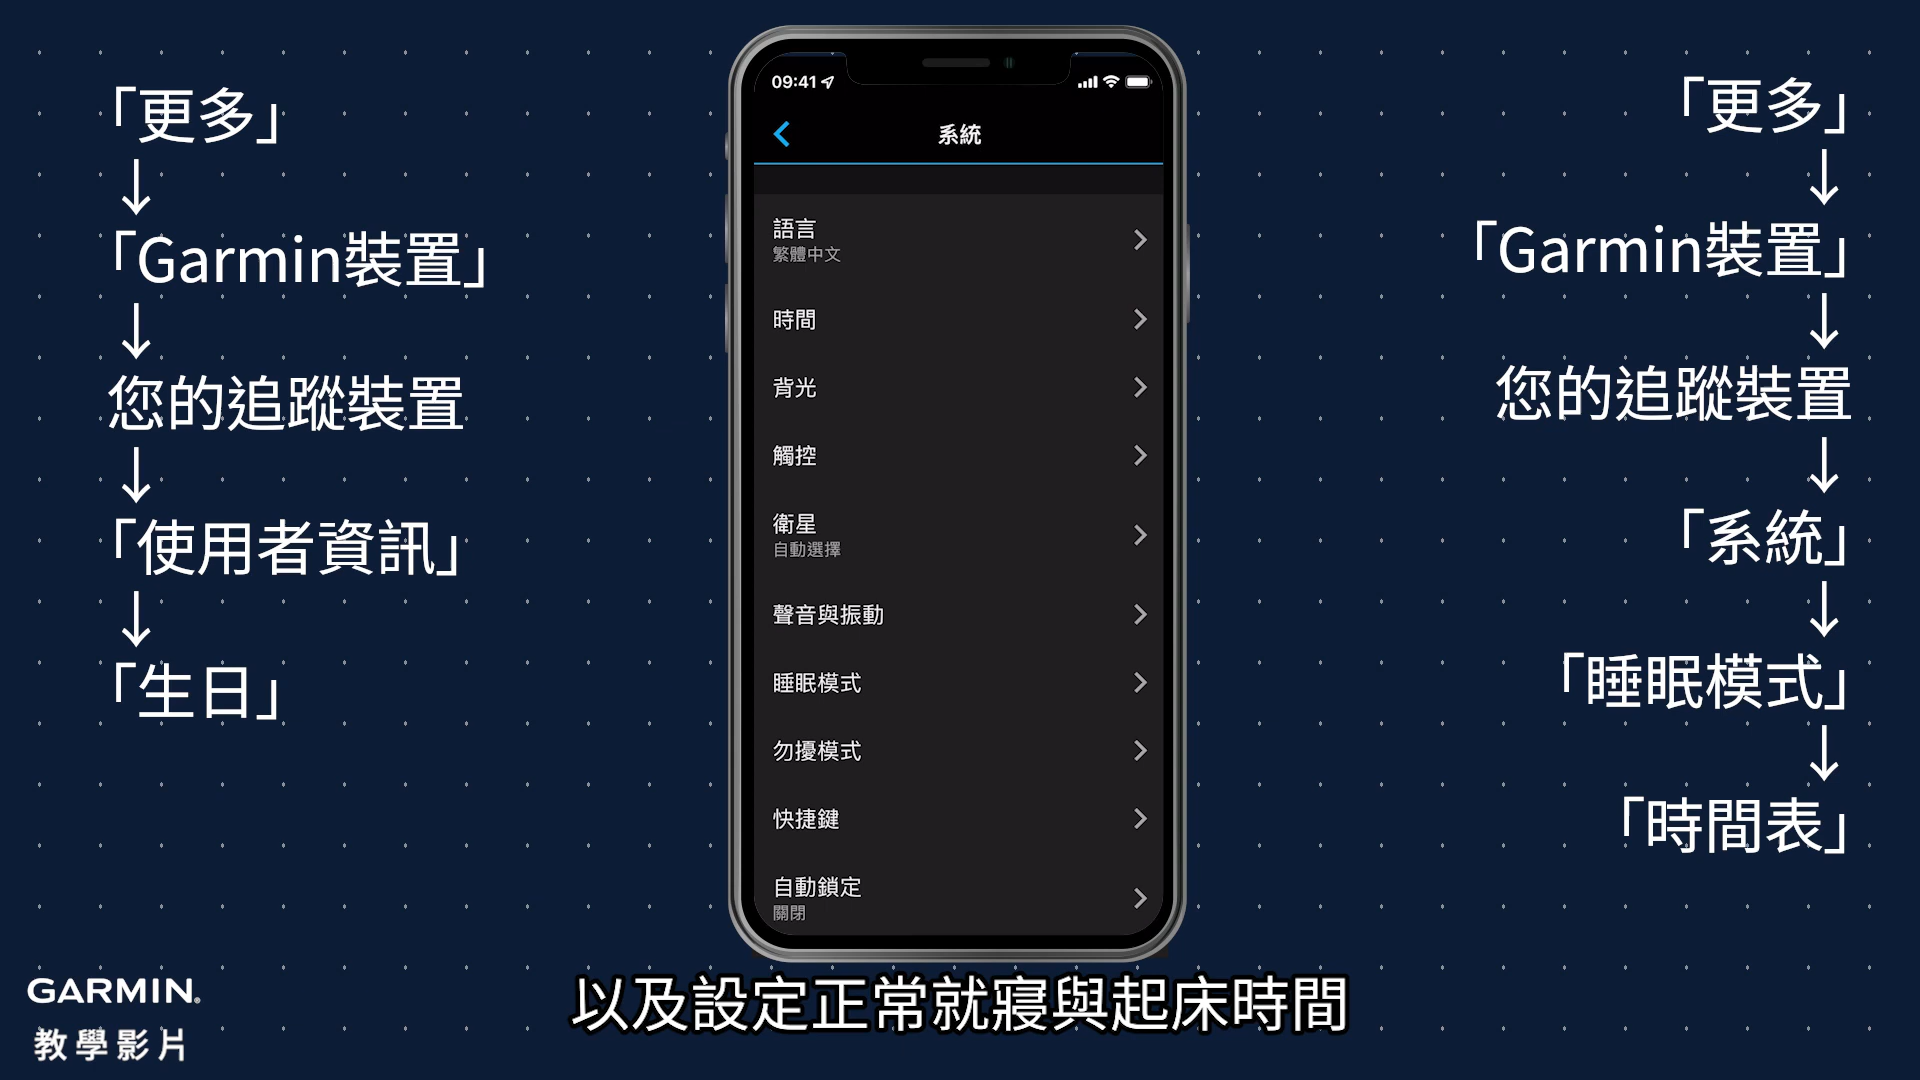 「更多」
↓
「Garmin裝置」
↓
您的追蹤裝置
↓
「使用者資訊」
↓
「生日」
09:41
系統
語言
繁體中文
時間
背光
觸控
衛星
自動選擇
聲音與振動
睡眠模式
勿擾模式
快捷鍵
自動鎖定
關閉
「更多」
↓
「Garmin裝置」
↓
您的追蹤裝置
↓
「系統」
↓
「睡眠模式」
↓
「時間表」
GARMIN®
教學影片
以及設定正常就寢與起床時間